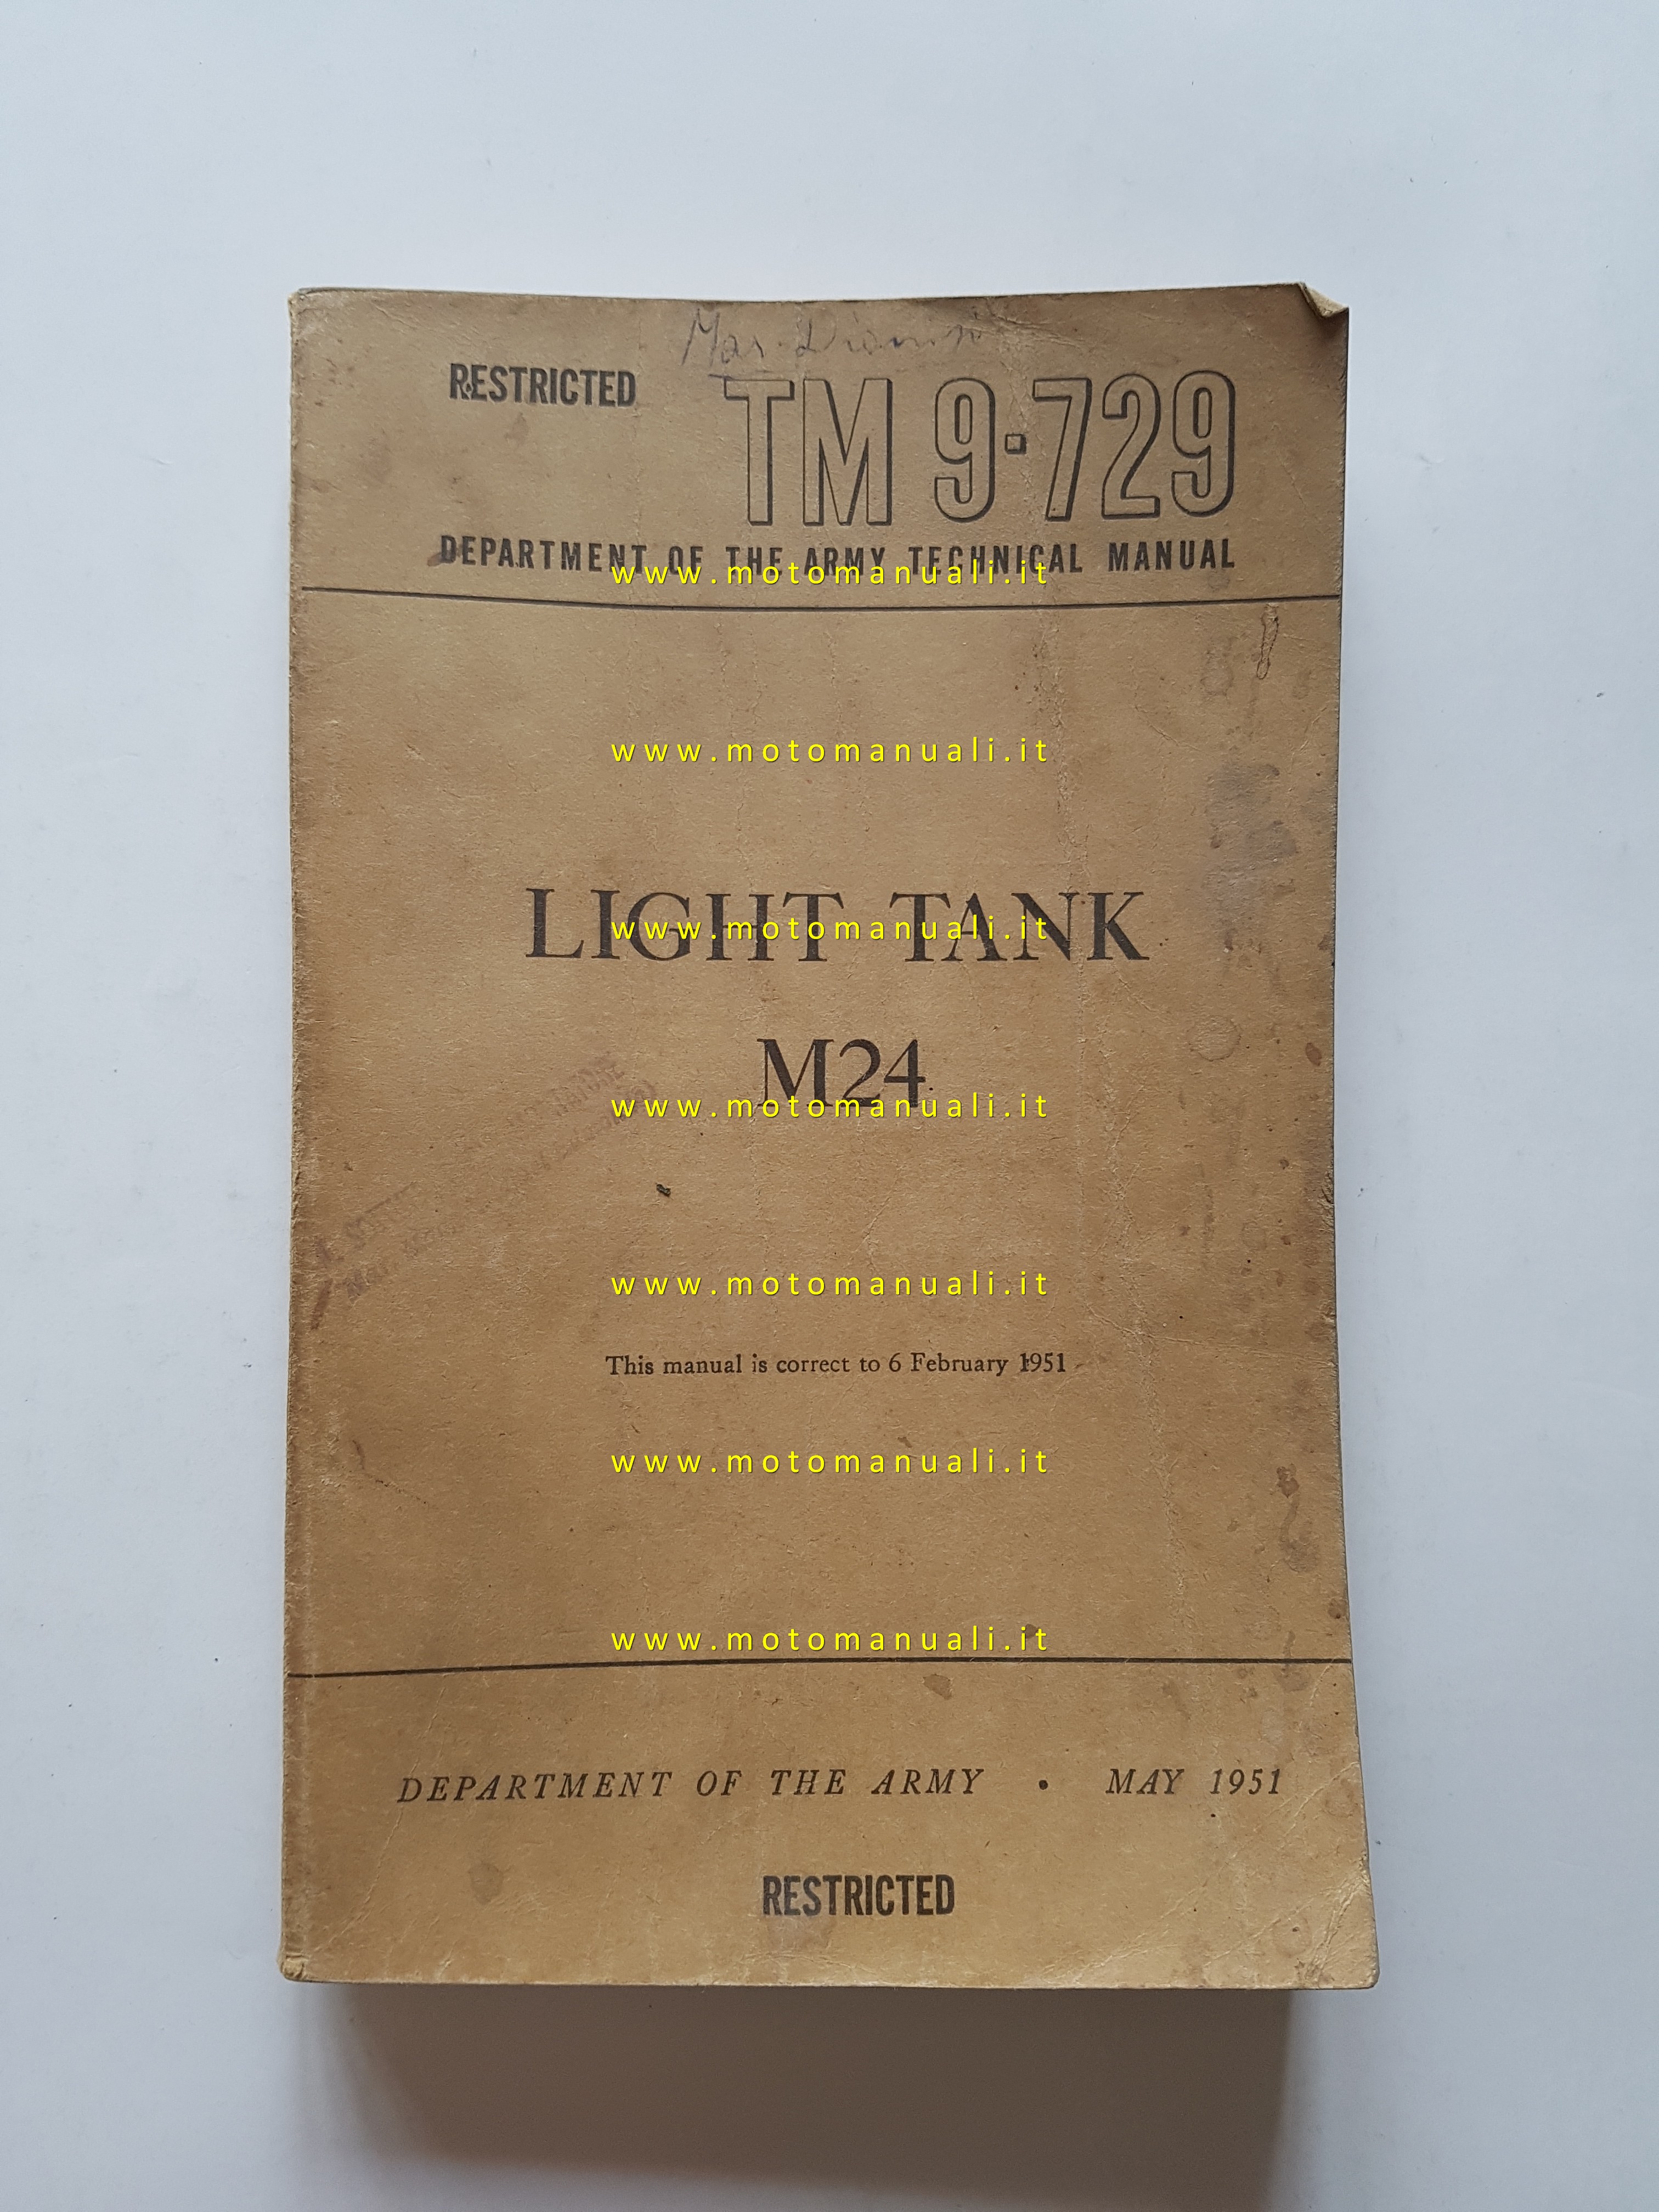 Mar. Dionisi
RESTRICTED
TM 9-729
DEPARTMENT OF THE ARMY TECHNICAL MANUAL
www.motomanuali.it
www.motomanuali.it
LIGHT TANK
www.motomanuali.it
M24
www.motomanuali.it
www.motomanuali.it
This manual is correct to 6 February 1951
www.motomanuali.it
www.motomanuali.it
DEPARTMENT OF THE ARMY • MAY 1951
RESTRICTED